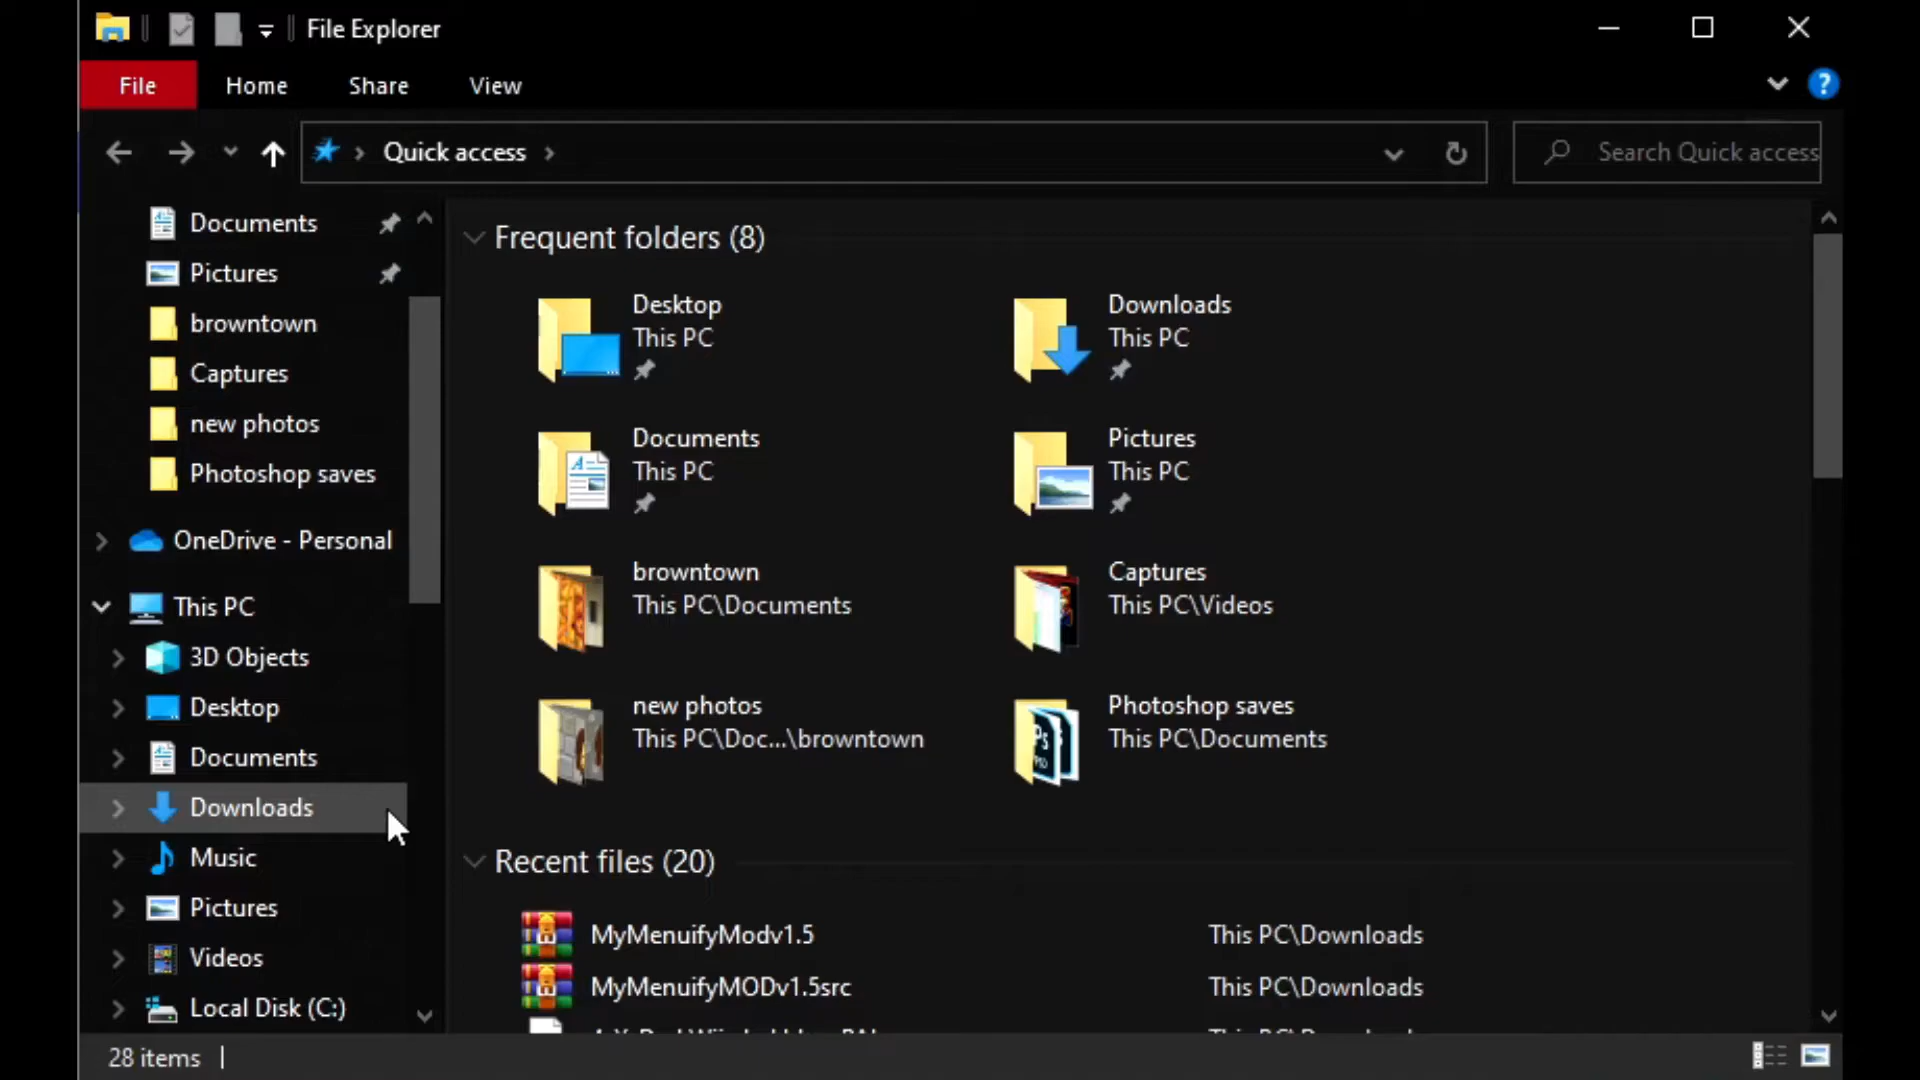 File Explorer
File Home Share View
Quick access
Search Quick access
Documents
Pictures
browntown
Captures
new photos
Photoshop saves
OneDrive - Personal
This PC
3D Objects
Desktop
Documents
Downloads
Music
Pictures
Videos
Local Disk (C:)
Frequent folders (8)
Desktop
This PC
Downloads
This PC
Documents
This PC
Pictures
This PC
browntown
This PC\Documents
Captures
This PC\Videos
new photos
This PC\Doc...\browntown
Photoshop saves
This PC\Documents
Recent files (20)
MyMenuifyModv1.5 This PC\Downloads
MyMenuifyMODv1.5src This PC\Downloads
28 items